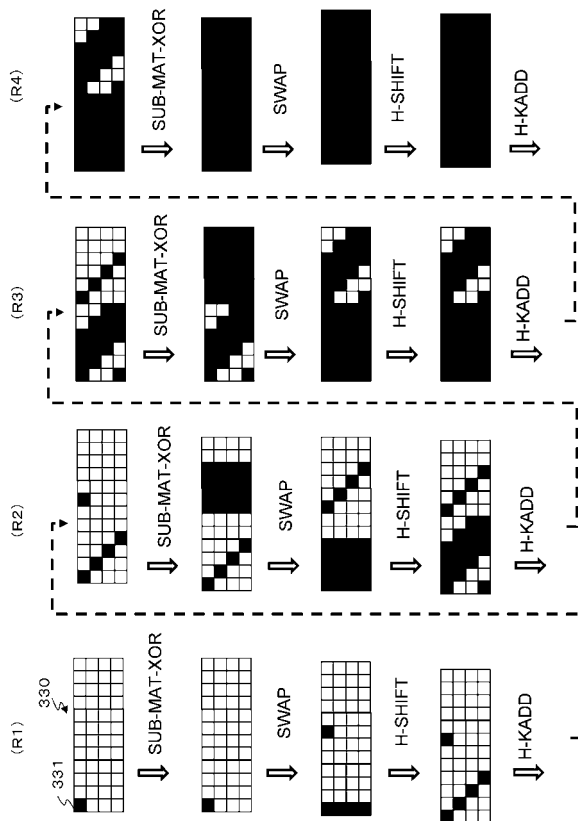 (R1)
331
330
SUB-MAT-XOR
SWAP
H-SHIFT
H-KADD
(R2)
SUB-MAT-XOR
SWAP
H-SHIFT
H-KADD
(R3)
SUB-MAT-XOR
SWAP
H-SHIFT
H-KADD
(R4)
SUB-MAT-XOR
SWAP
H-SHIFT
H-KADD